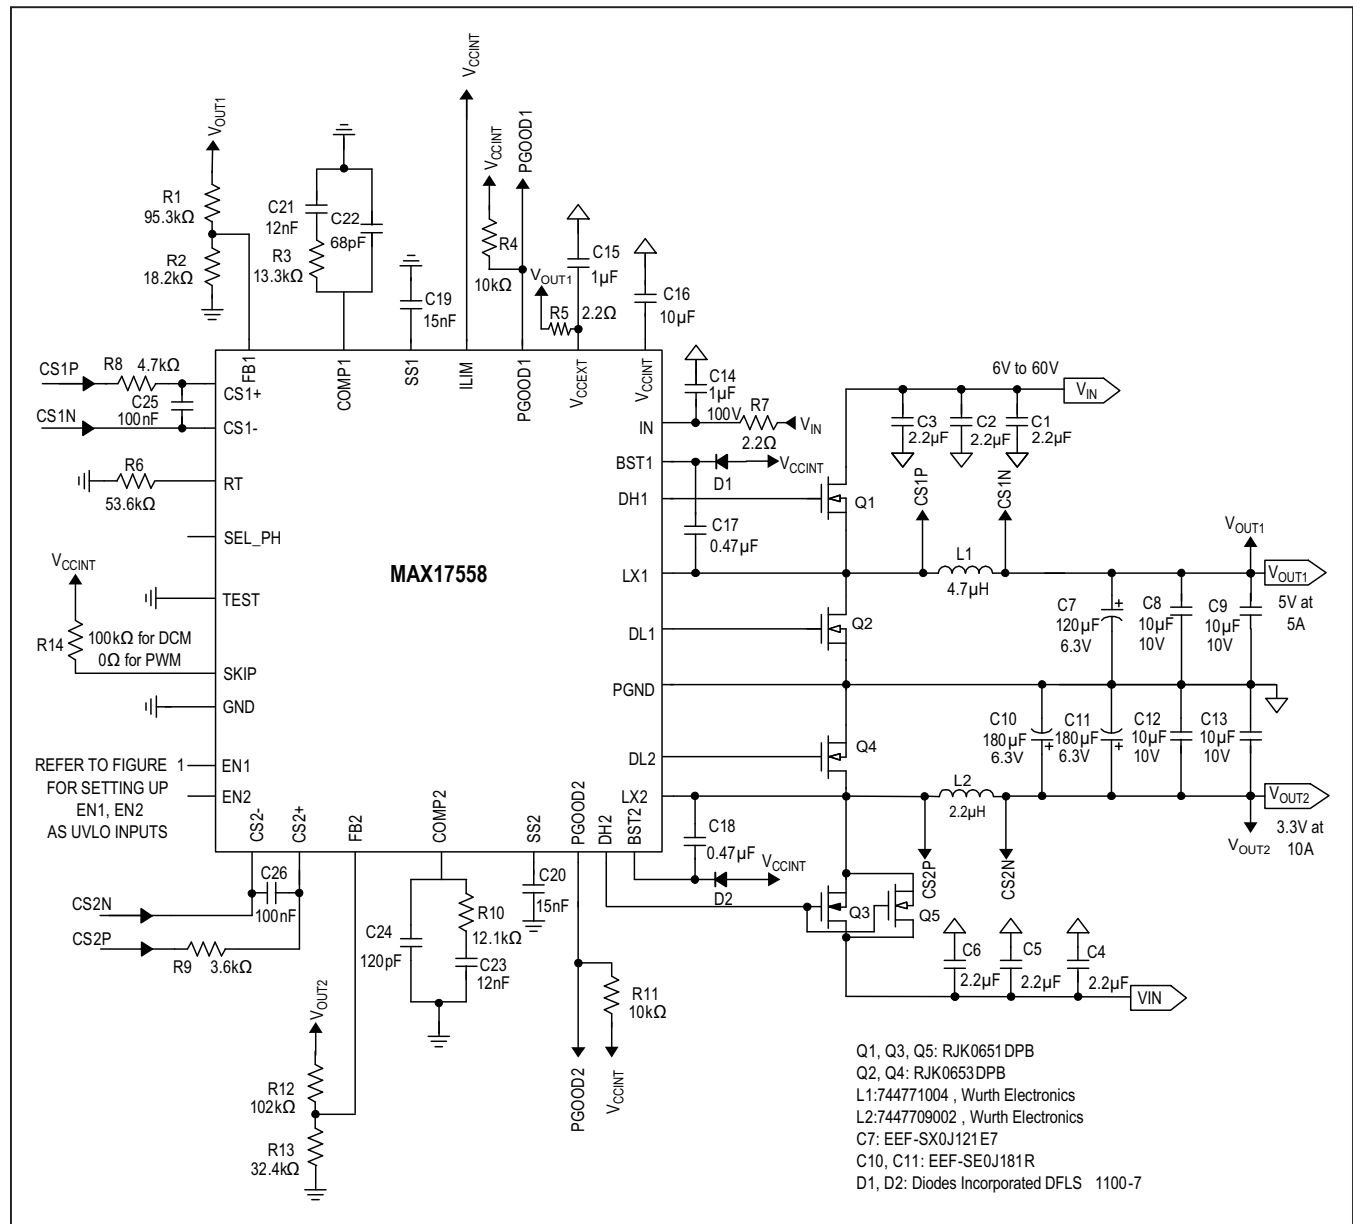 VCCINT
VOUT1
VCCINT
PGOOD1
R1
95.3kΩ
R2
18.2kΩ
C21
12nF
C22
68pF
R3
13.3kΩ
C19
15nF
R4
10kΩ
VOUT1
R5
2.2Ω
C15
1µF
C16
10µF
CS1P
R8
4.7kΩ
C25
100nF
CS1N
R6
53.6kΩ
VCCINT
R14
100kΩ for DCM
0Ω for PWM
REFER TO FIGURE 1
FOR SETTING UP
EN1, EN2
AS UVLO INPUTS
FB1
COMP1
SS1
ILIM
PGOOD1
VCCEXT
VCCINT
CS1+
CS1-
RT
SEL_PH
TEST
SKIP
GND
EN1
EN2
MAX17558
IN
BST1
DH1
LX1
DL1
PGND
DL2
LX2
CS2-
CS2+
FB2
COMP2
SS2
PGOOD2
DH2
BST2
C14
1µF
100V
R7
2.2Ω
VIN
D1
VCCINT
C17
0.47µF
6V to 60V
VIN
C3
2.2µF
C2
2.2µF
C1
2.2µF
Q1
CS1P
CS1N
L1
4.7µH
VOUT1
VOUT1
5V at
5A
Q2
C7
120µF
6.3V
C8
10µF
10V
C9
10µF
10V
Q4
C10
180µF
6.3V
C11
180µF
6.3V
C12
10µF
10V
C13
10µF
10V
L2
2.2µH
VOUT2
3.3V at
10A
VOUT2
C18
0.47µF
VCCINT
D2
CS2P
CS2N
Q3
Q5
C6
2.2µF
C5
2.2µF
C4
2.2µF
VIN
C26
100nF
CS2N
CS2P
R9
3.6kΩ
C24
120pF
R10
12.1kΩ
C23
12nF
C20
15nF
R11
10kΩ
PGOOD2
VCCINT
VOUT2
R12
102kΩ
R13
32.4kΩ
Q1, Q3, Q5: RJK0651DPB
Q2, Q4: RJK0653DPB
L1:744771004 , Wurth Electronics
L2:7447709002 , Wurth Electronics
C7: EEF-SX0J121E7
C10, C11: EEF-SE0J181R
D1, D2: Diodes Incorporated DFLS 1100-7